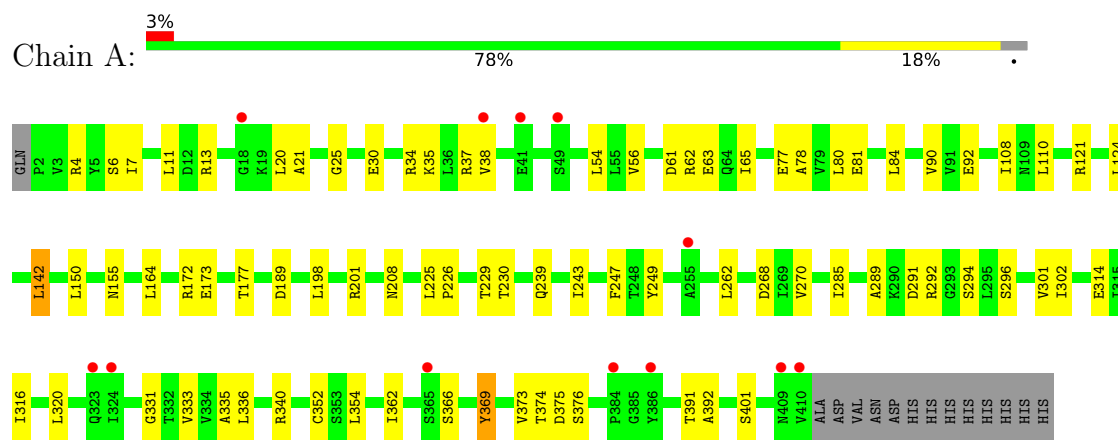 3%
Chain A:
78% 18% •
GLN P2 V3 R4 Y5 S6 I7 L11 D12 R13 G18 K19 L20 A21 G25 E30 R34 K35 L36 R37 V38 E41 S49 L54 L55 V56 D61 R62 E63 Q64 I65 E77 A78 V79 L80 E81 L84 V90 V91 E92 I108 N109 L110 R121
L142 L150 N155 L164 R172 E173 T177 D189 L198 R201 N208 L225 P226 T229 T230 Q239 I243 F247 T248 Y249 A255 L262 D268 I269 V270 I285 A289 K290 D291 R292 G293 S294 L295 S296 V301 I302 E314 I315
I316 L320 Q323 I324 G331 T332 V333 V334 A335 L336 R340 C352 S353 L354 I362 S365 S366 Y369 V373 T374 D375 S376 P384 G385 Y386 T391 A392 S401 N409 V410 ALA ASP VAL ASN ASP HIS HIS HIS HIS HIS HIS HIS